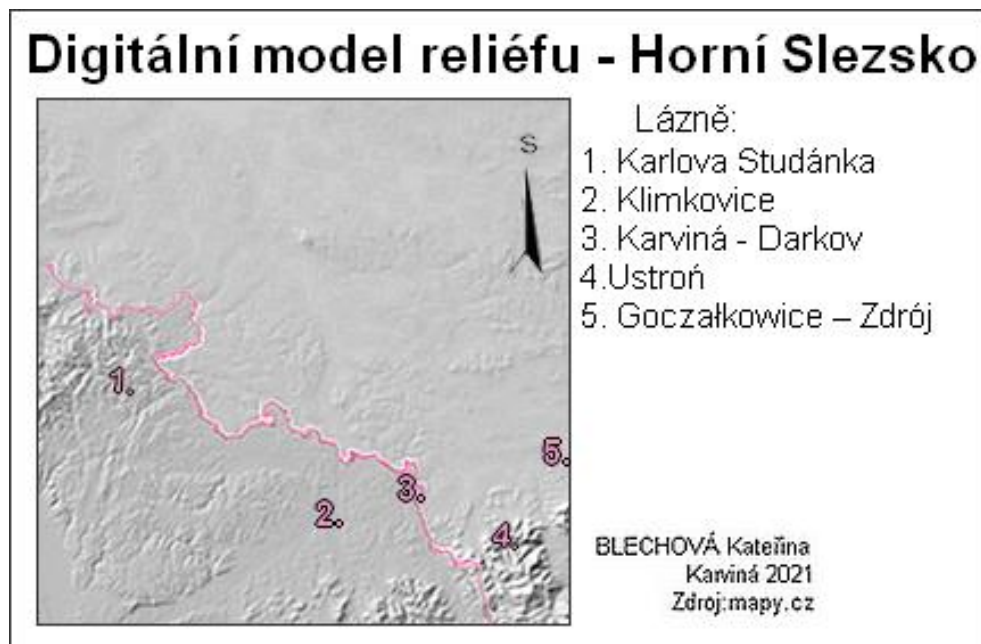 Digitální model reliéfu - Horní Slezsko
Lázně:
1. Karlova Studánka
2. Klimkovice
3. Karviná - Darkov
4.Ustroń
5. Goczałkowice – Zdrój
S
1.
5.
3.
2.
4.
BLECHOVÁ Kateřina
Karviná 2021
Zdroj:mapy.cz